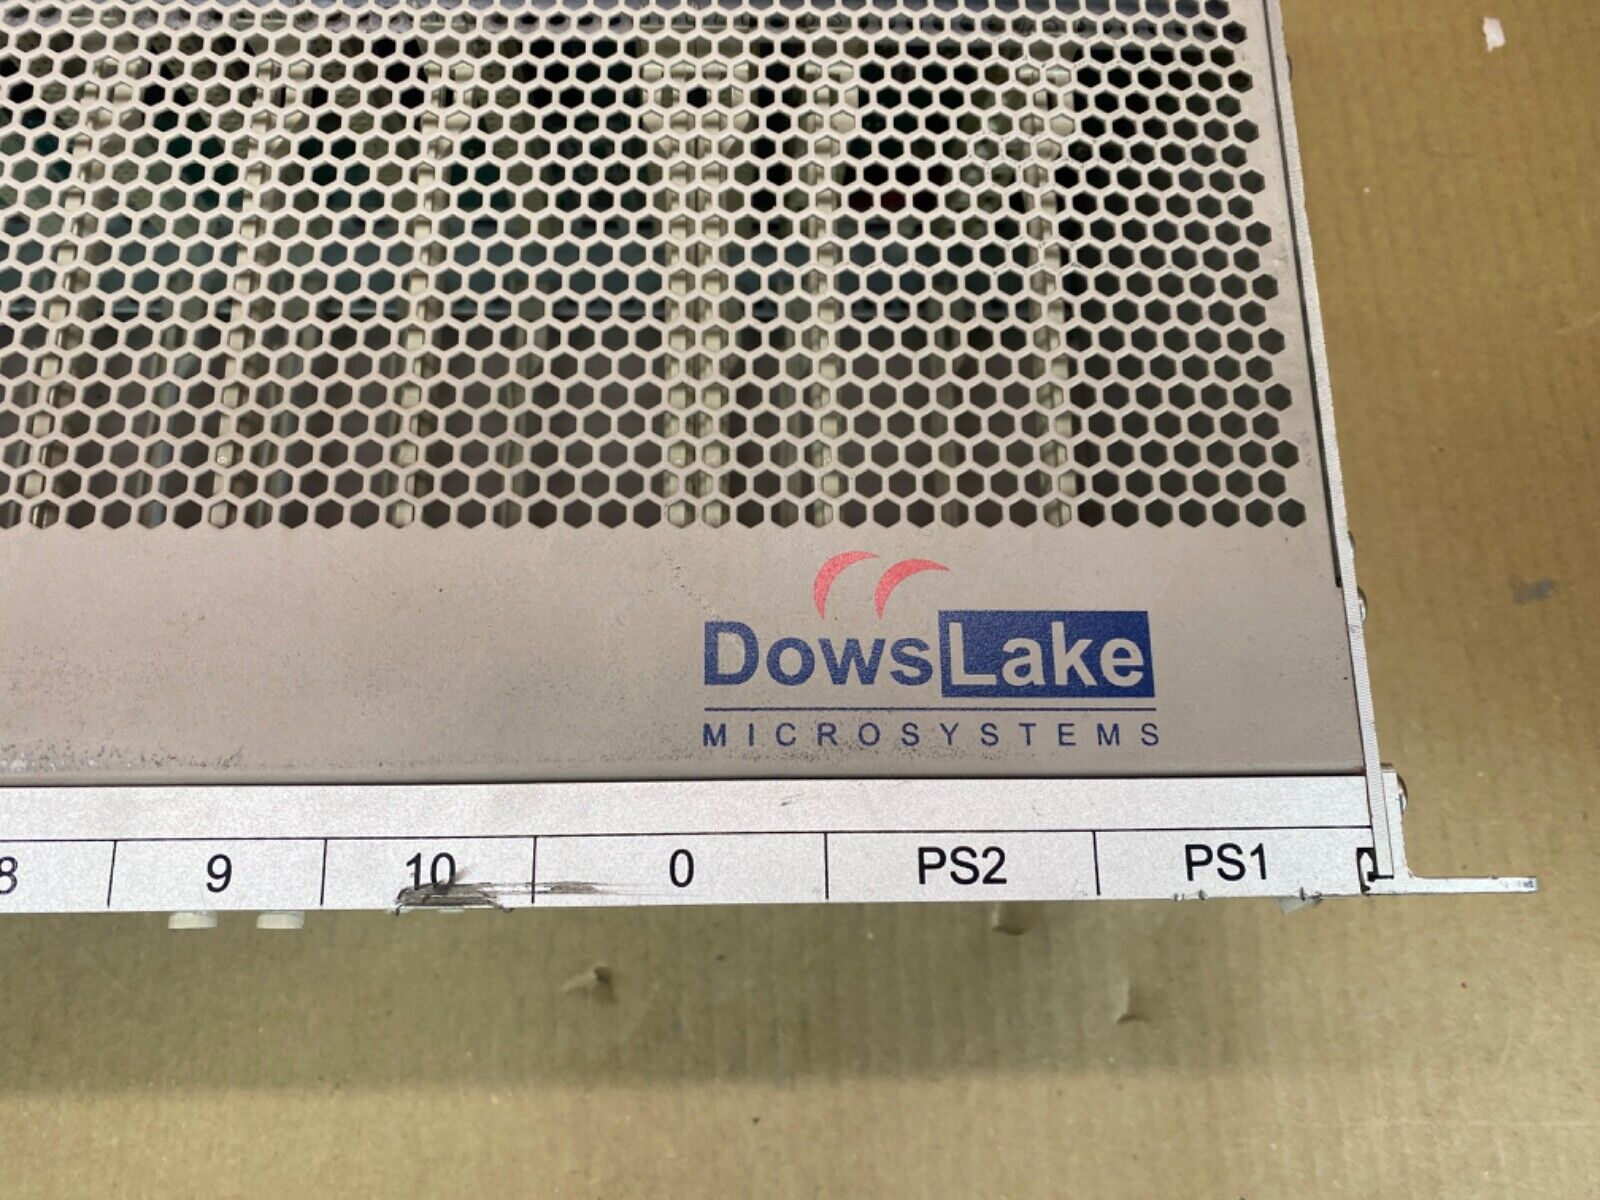 DowsLake
MICROSYSTEMS
8 9 10 0 PS2 PS1